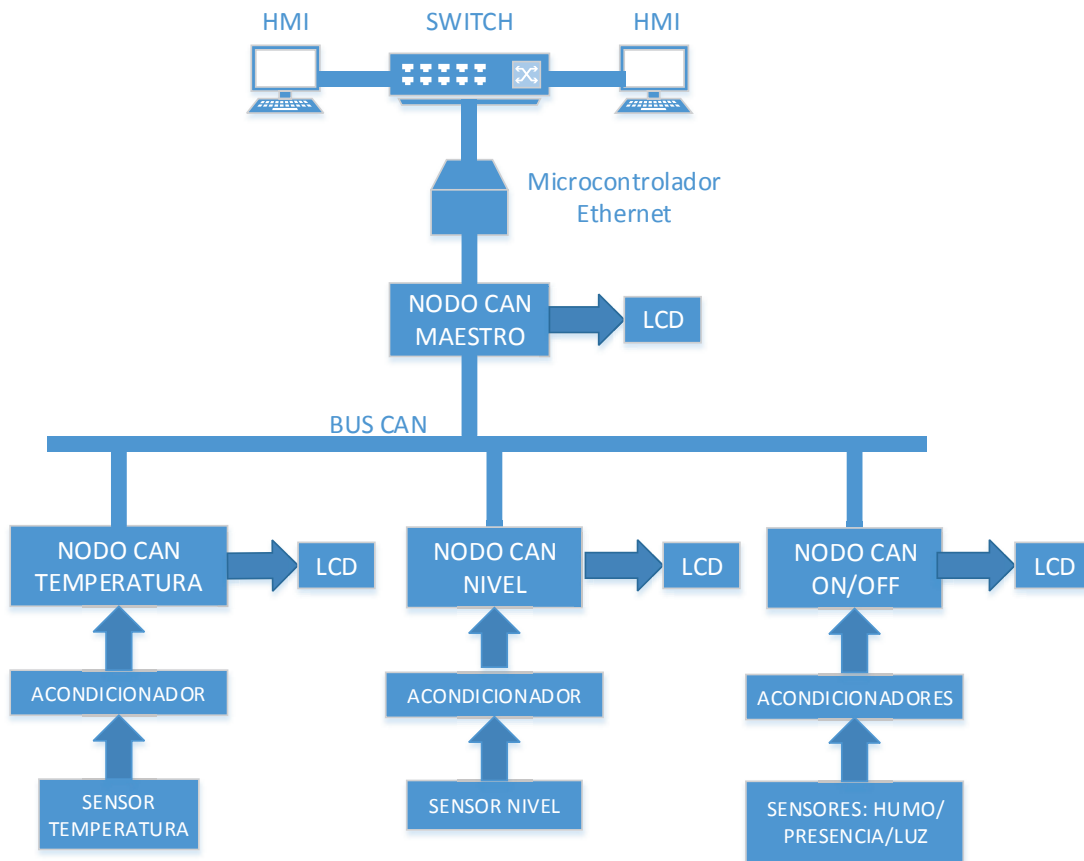 HMI
SWITCH
HMI
Microcontrolador
Ethernet
NODO CAN
MAESTRO
LCD
BUS CAN
NODO CAN
TEMPERATURA
LCD
NODO CAN
NIVEL
LCD
NODO CAN
ON/OFF
LCD
ACONDICIONADOR
ACONDICIONADOR
ACONDICIONADORES
SENSOR
TEMPERATURA
SENSOR NIVEL
SENSORES: HUMO/
PRESENCIA/LUZ